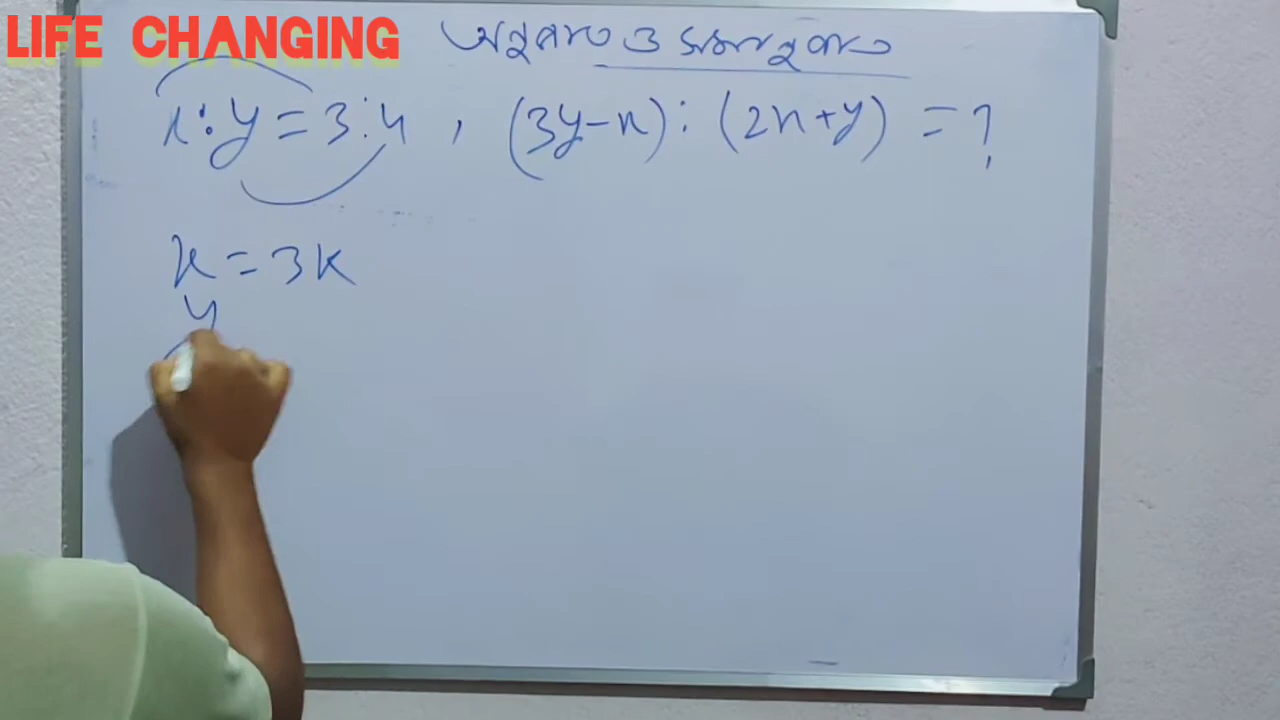 LIFE CHANGING
অনুপাত ও সমানুপাত
x:y=3:4, (3y-x):(2x+y) = ?
x=3k
y